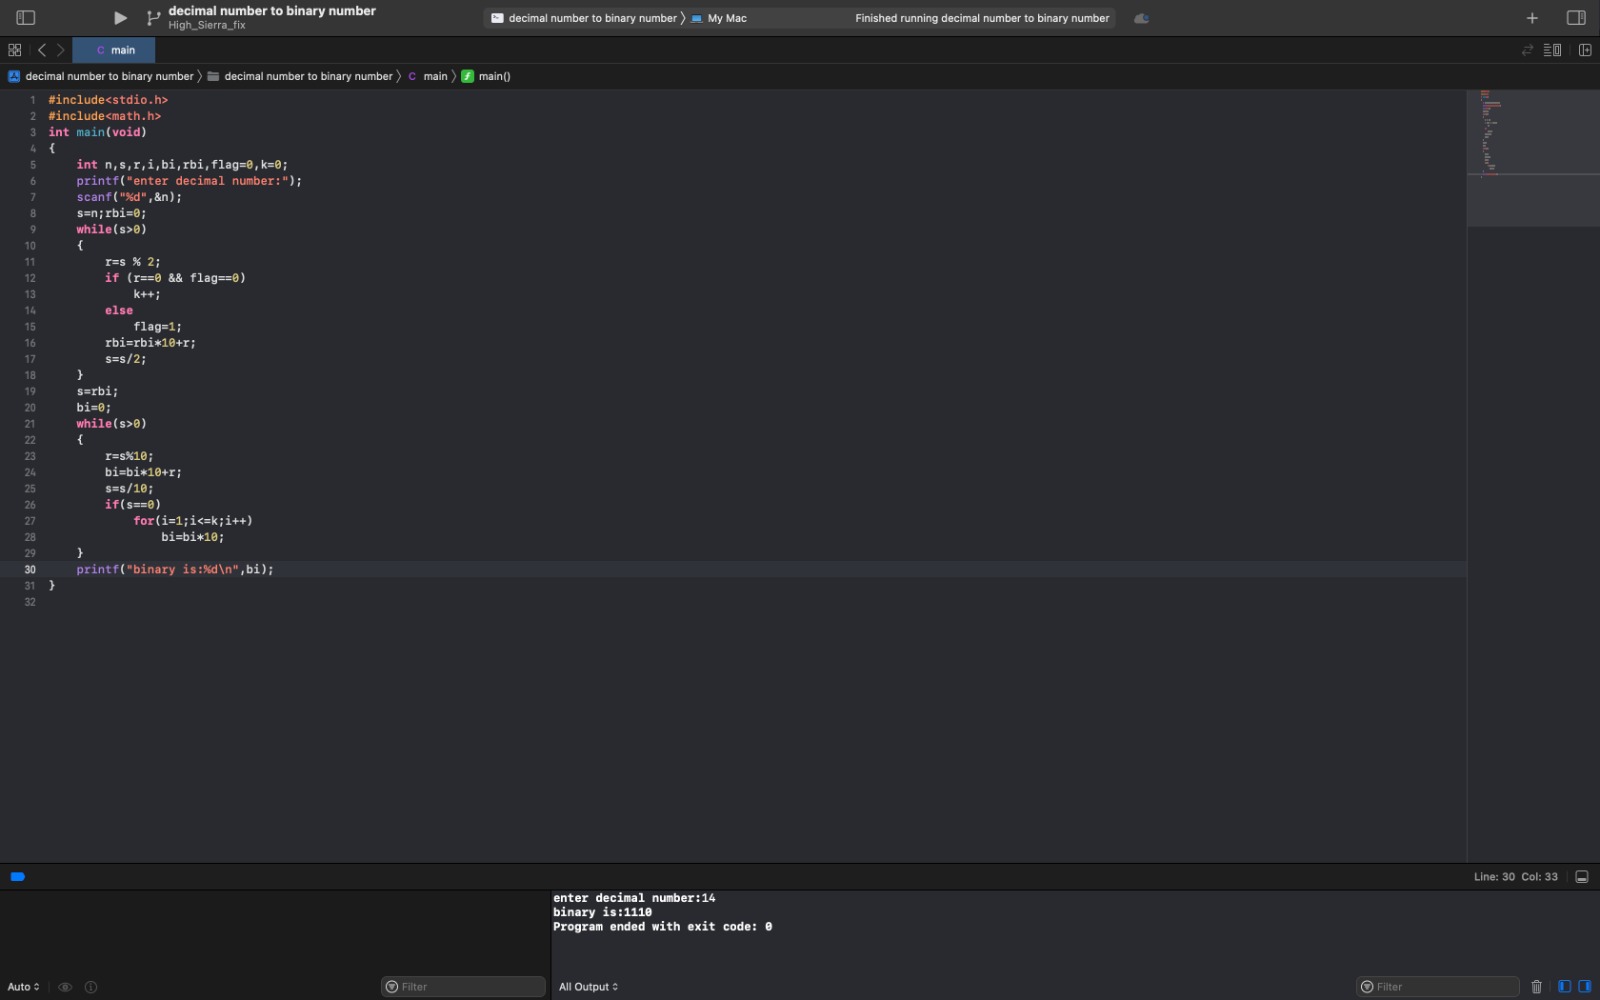 decimal number to binary number
High_Sierra_fix
decimal number to binary number 〉 My Mac
Finished running decimal number to binary number
C main
decimal number to binary number 〉 decimal number to binary number 〉 C main 〉 f main()
1 #include<stdio.h>
2 #include<math.h>
3 int main(void)
4 {
5     int n,s,r,i,bi,rbi,flag=0,k=0;
6     printf("enter decimal number:");
7     scanf("%d",&n);
8     s=n;rbi=0;
9     while(s>0)
10     {
11         r=s % 2;
12         if (r==0 && flag==0)
13             k++;
14         else
15             flag=1;
16         rbi=rbi*10+r;
17         s=s/2;
18     }
19     s=rbi;
20     bi=0;
21     while(s>0)
22     {
23         r=s%10;
24         bi=bi*10+r;
25         s=s/10;
26         if(s==0)
27             for(i=1;i<=k;i++)
28                 bi=bi*10;
29     }
30     printf("binary is:%d\n",bi);
31 }
32
Line: 30 Col: 33
enter decimal number:14
binary is:1110
Program ended with exit code: 0
Auto
Filter
All Output
Filter